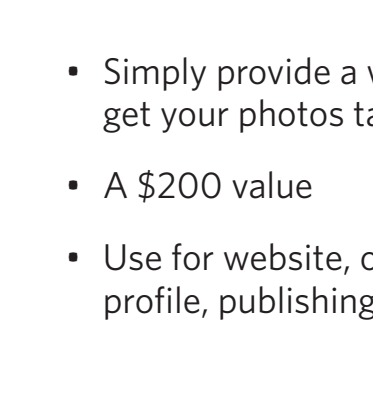 • Simply provide a
get your photos
• A $200 value
• Use for website,
profile, publishing